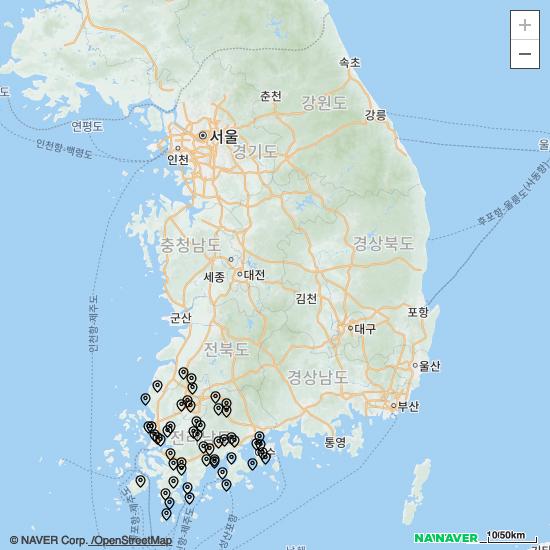 +
−
속초
춘천
강원도
도
연평도
강릉
서울
울
인천
경기도
인천항-백령도
후포항-울릉도(사동항)
충청남도
경상북도
세종
대전
김천
인천항-제주도
군산
포항
대구
전북도
울산
경상남도
부산
통영
수
© NAVER Corp. /OpenStreetMap
NAVER
10/50km